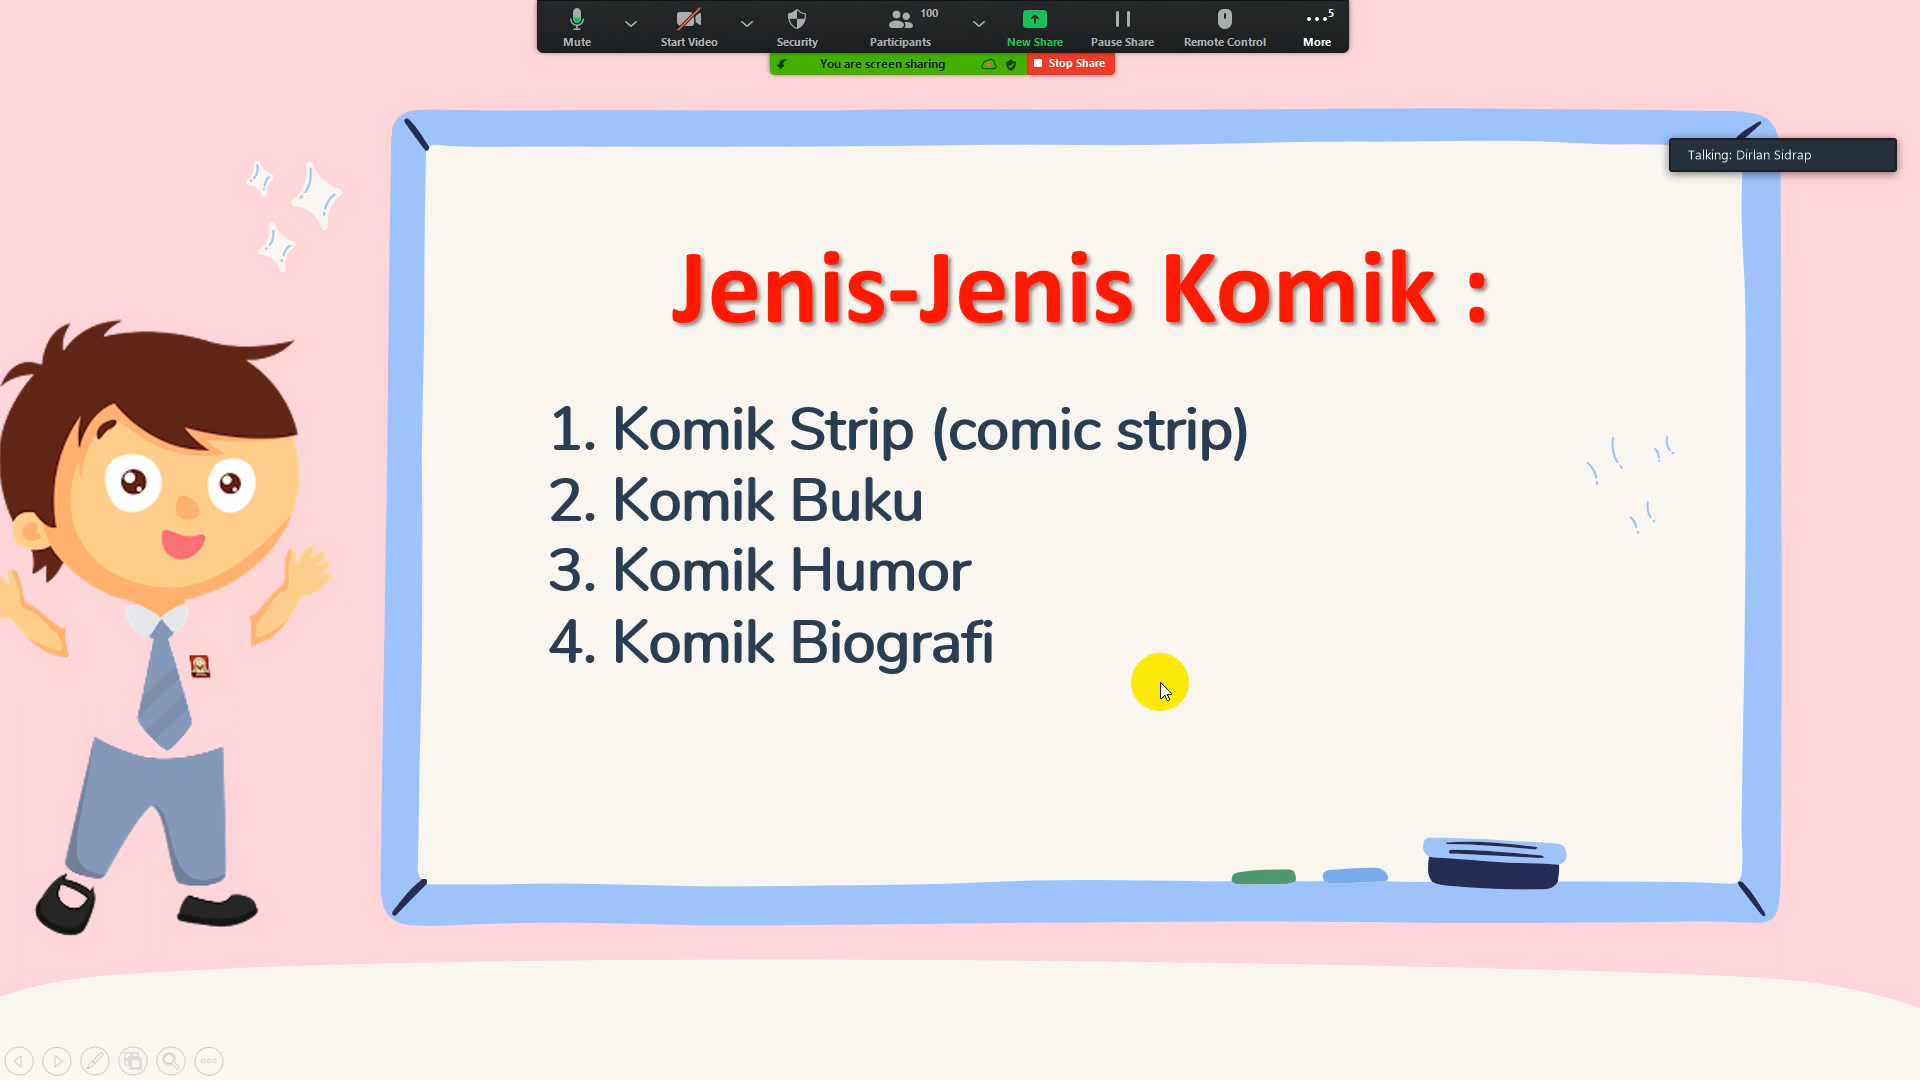 100
5
Mute
Start Video
Security
Participants
New Share
Pause Share
Remote Control
More
You are screen sharing
Stop Share
Talking: Dirlan Sidrap
Jenis-Jenis Komik :
1. Komik Strip (comic strip)
2. Komik Buku
3. Komik Humor
4. Komik Biografi